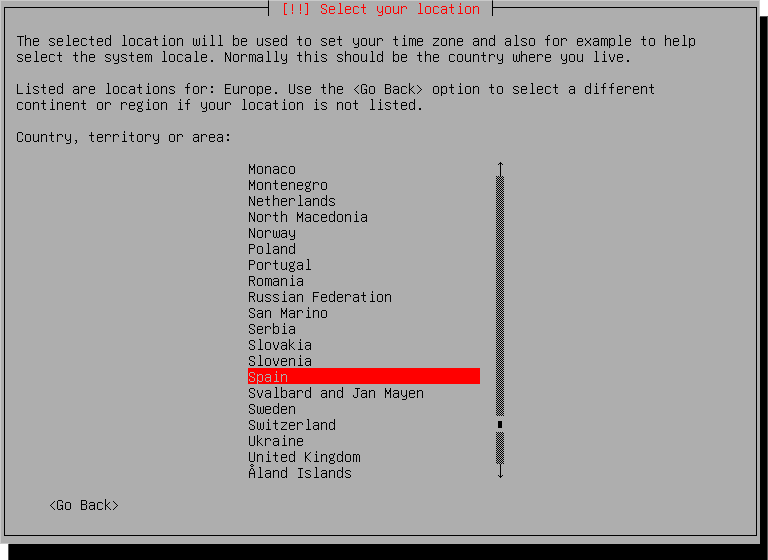 [!!] Select your location
The selected location will be used to set your time zone and also for example to help
select the system locale. Normally this should be the country where you live.
Listed are locations for: Europe. Use the <Go Back> option to select a different
continent or region if your location is not listed.
Country, territory or area:
Monaco
Montenegro
Netherlands
North Macedonia
Norway
Poland
Portugal
Romania
Russian Federation
San Marino
Serbia
Slovakia
Slovenia
Spain
Svalbard and Jan Mayen
Sweden
Switzerland
Ukraine
United Kingdom
Åland Islands
<Go Back>